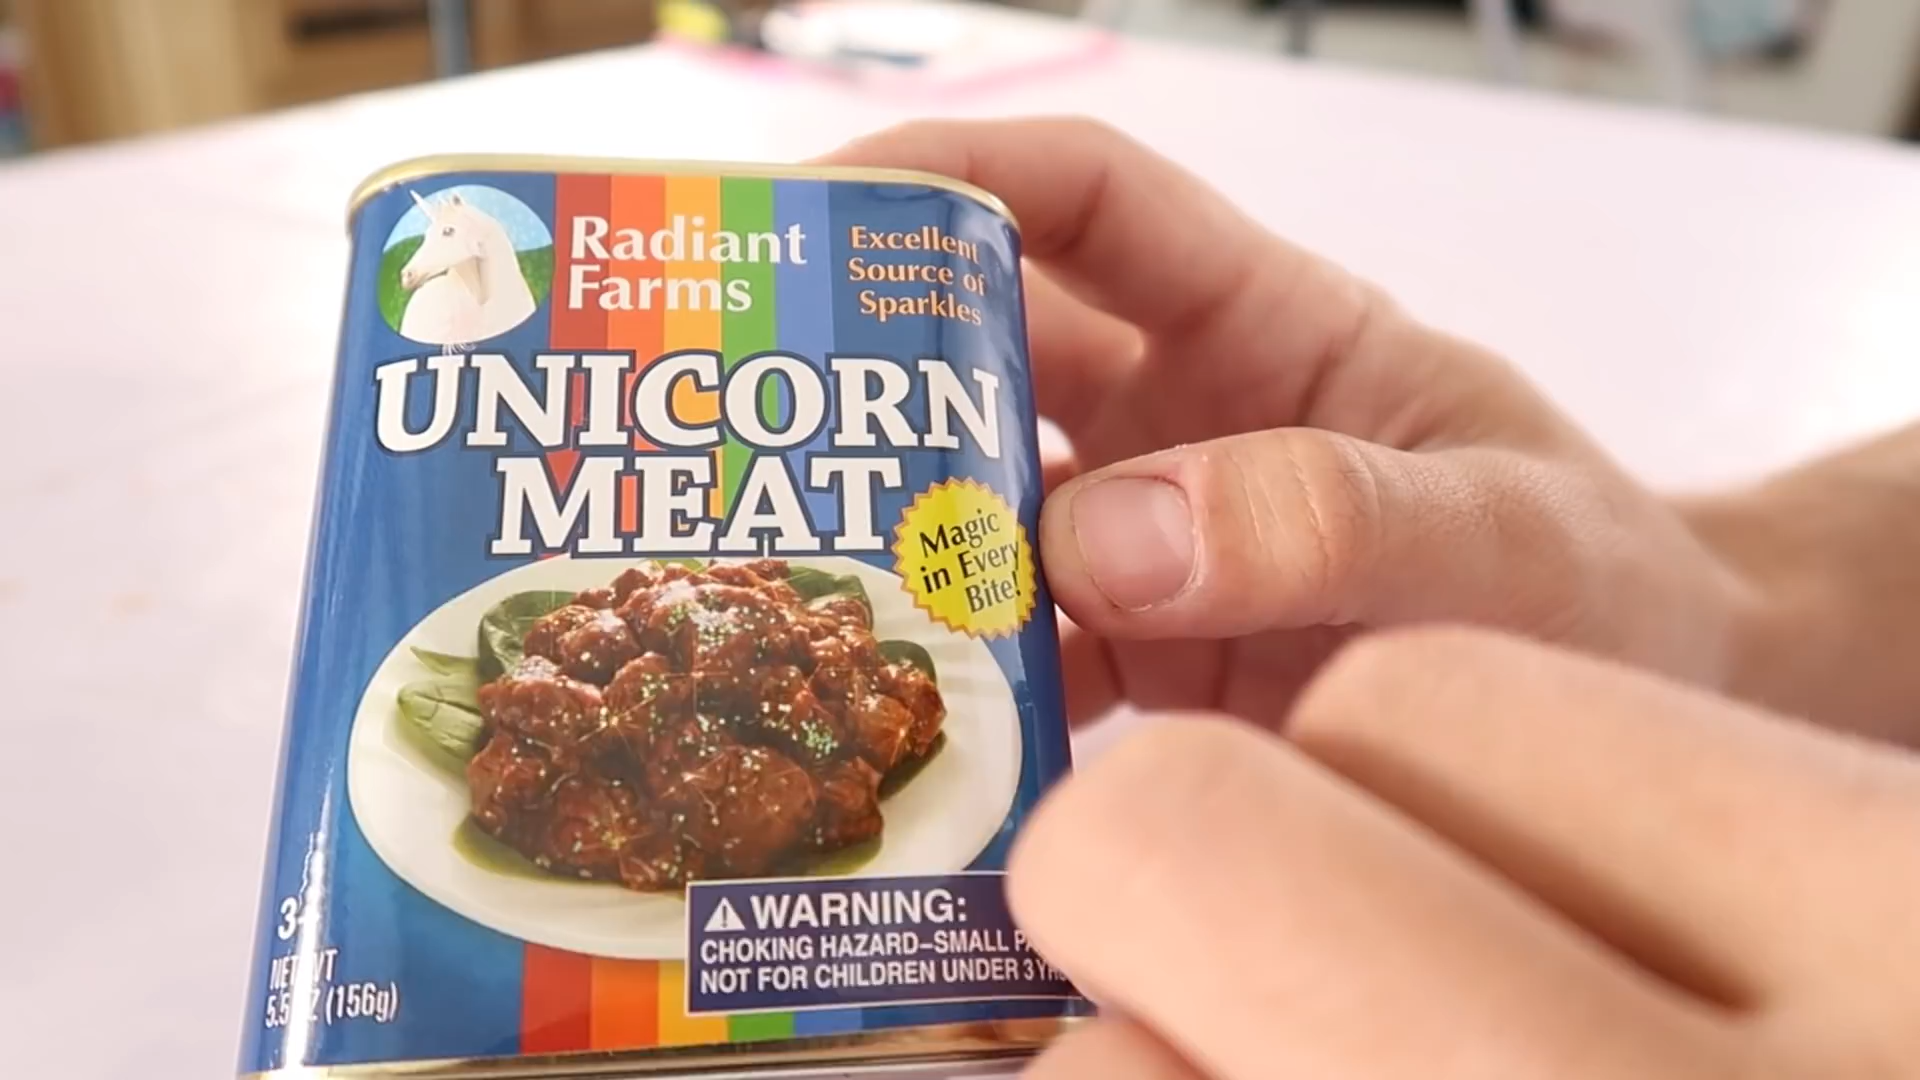 Radiant
Farms
Excellent
Source of
Sparkles
UNICORN
MEAT
Magic
in Every
Bite!
WARNING:
CHOKING HAZARD–SMALL
NOT FOR CHILDREN UNDER 3
NET
(156g)